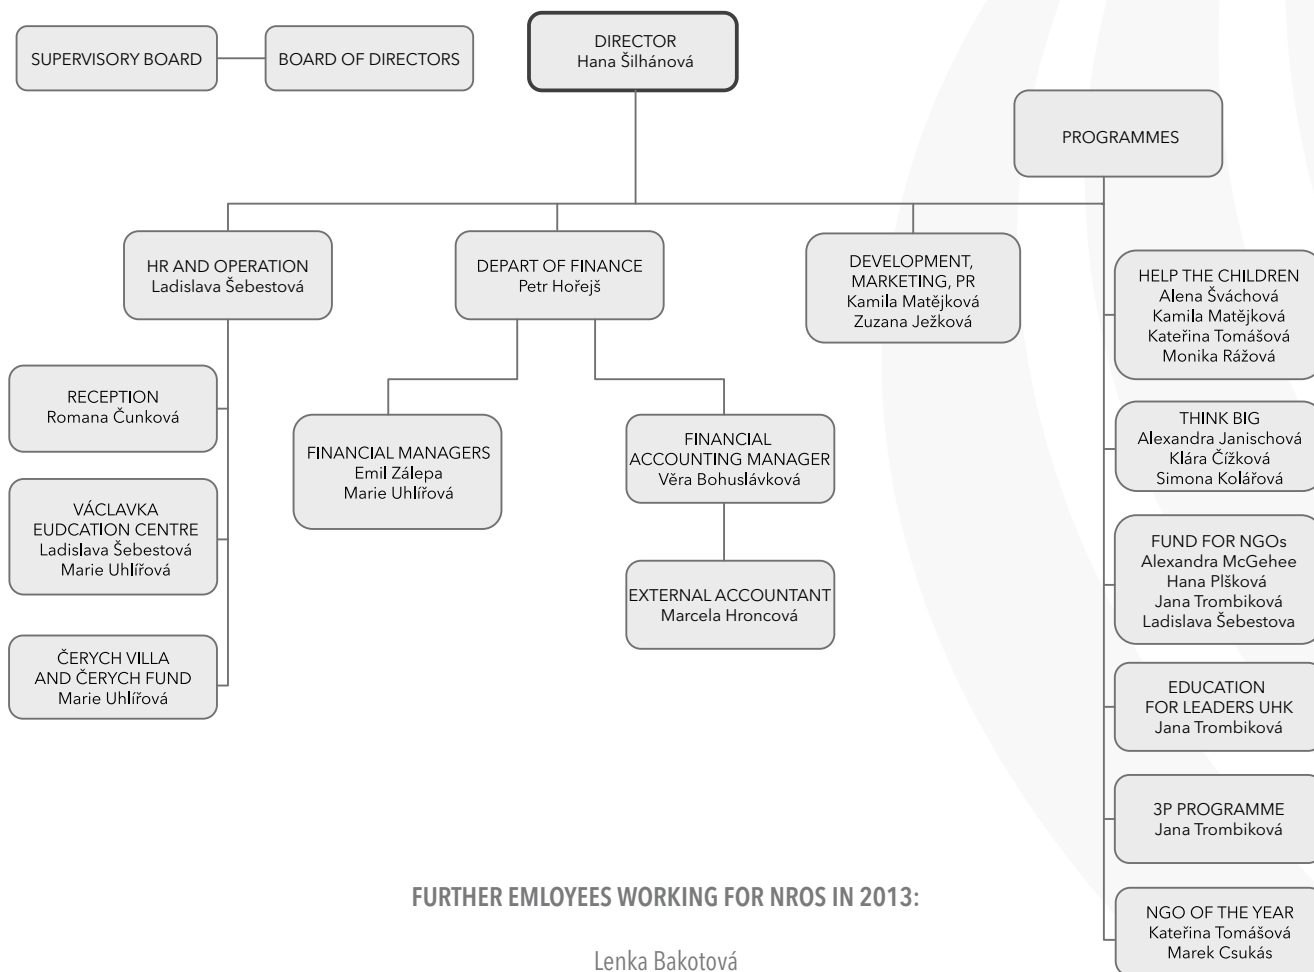 SUPERVISORY BOARD
BOARD OF DIRECTORS
DIRECTOR
Hana Šilhánová
PROGRAMMES
HR AND OPERATION
Ladislava Šebestová
DEPART OF FINANCE
Petr Hořejš
DEVELOPMENT,
MARKETING, PR
Kamila Matějková
Zuzana Ježková
HELP THE CHILDREN
Alena Šváchová
Kamila Matějková
Kateřina Tomášová
Monika Rážová
RECEPTION
Romana Čunková
FINANCIAL MANAGERS
Emil Zálepa
Marie Uhlířová
FINANCIAL
ACCOUNTING MANAGER
Věra Bohuslávková
THINK BIG
Alexandra Janischová
Klára Čížková
Simona Kolářová
VÁCLAVKA
EUDCATION CENTRE
Ladislava Šebestová
Marie Uhlířová
EXTERNAL ACCOUNTANT
Marcela Hroncová
FUND FOR NGOs
Alexandra McGehee
Hana Plšková
Jana Trombiková
Ladislava Šebestova
ČERYCH VILLA
AND ČERYCH FUND
Marie Uhlířová
EDUCATION
FOR LEADERS UHK
Jana Trombiková
3P PROGRAMME
Jana Trombiková
NGO OF THE YEAR
Kateřina Tomášová
Marek Csukás
FURTHER EMLOYEES WORKING FOR NROS IN 2013:
Lenka Bakotová